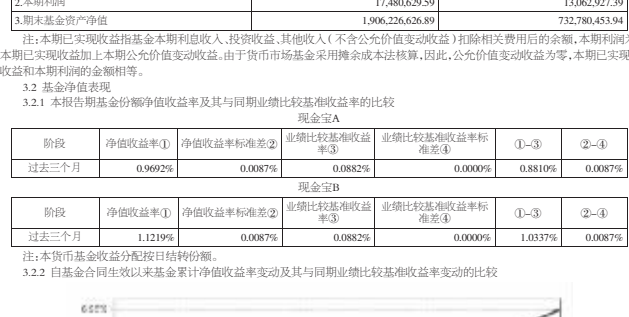 2.本期利润 17,480,629.59 13,062,927.39
3.期末基金资产净值 1,906,226,626.89 732,780,453.94
注:本期已实现收益指基金本期利息收入、投资收益、其他收入(不含公允价值变动收益)扣除相关费用后的余额,本期利润为
本期已实现收益加上本期公允价值变动收益。由于货币市场基金采用摊余成本法核算,因此,公允价值变动收益为零,本期已实现
收益和本期利润的金额相等。
3.2 基金净值表现
3.2.1 本报告期基金份额净值收益率及其与同期业绩比较基准收益率的比较
现金宝A
阶段 净值收益率① 净值收益率标准差② 业绩比较基准收益率③ 业绩比较基准收益率标准差④ ①-③ ②-④
过去三个月 0.9692% 0.0087% 0.0882% 0.0000% 0.8810% 0.0087%
现金宝B
阶段 净值收益率① 净值收益率标准差② 业绩比较基准收益率③ 业绩比较基准收益率标准差④ ①-③ ②-④
过去三个月 1.1219% 0.0087% 0.0882% 0.0000% 1.0337% 0.0087%
注:本货币基金收益分配按日结转份额。
3.2.2 自基金合同生效以来基金累计净值收益率变动及其与同期业绩比较基准收益率变动的比较